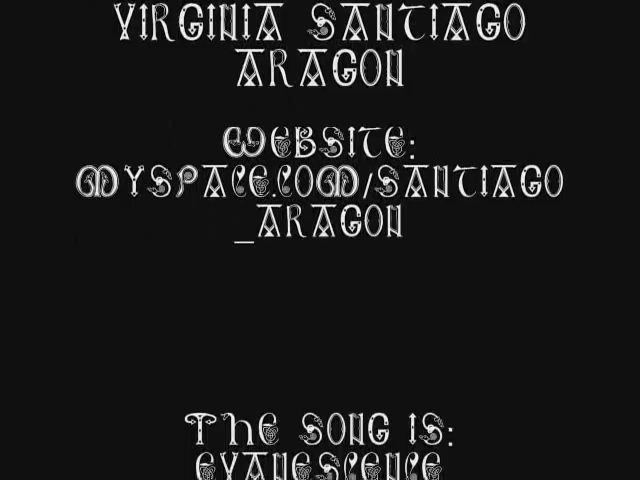 VIRGINIA SANTIAGO
ARAGON
WEBSITE:
MYSPACE.COM/SANTIAGO
_ARAGON
THE SONG IS:
EVANESCENCE